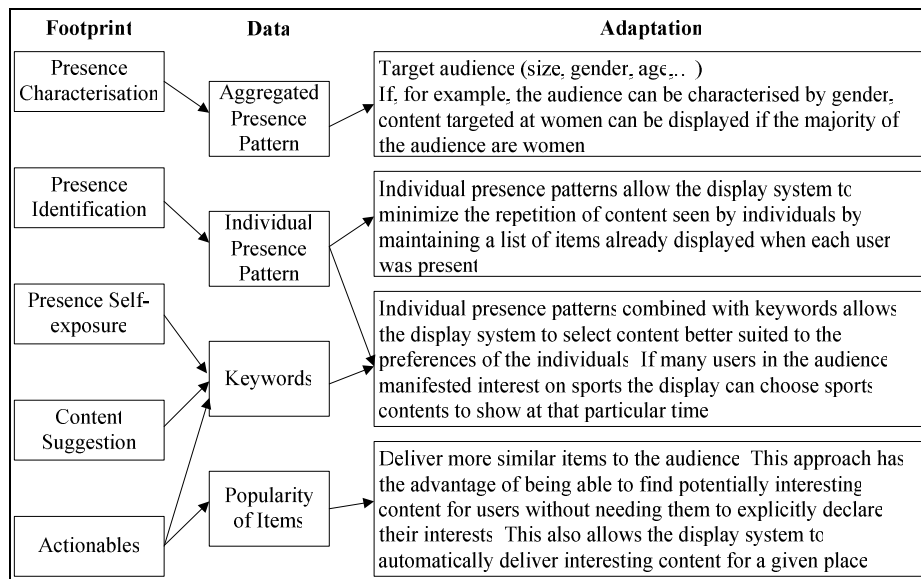 Footprint
Data
Adaptation
Presence
Characterisation
Aggregated
Presence
Pattern
Target audience (size, gender, age,.. )
If, for example, the audience can be characterised by gender,
content targeted at women can be displayed if the majority of
the audience are women
Presence
Identification
Individual
Presence
Pattern
Individual presence patterns allow the display system to
minimize the repetition of content seen by individuals by
maintaining a list of items already displayed when each user
was present
Presence Self-
exposure
Content
Suggestion
Keywords
Individual presence patterns combined with keywords allows
the display system to select content better suited to the
preferences of the individuals If many users in the audience
manifested interest on sports the display can choose sports
contents to show at that particular time
Actionables
Popularity
of Items
Deliver more similar items to the audience This approach has
the advantage of being able to find potentially interesting
content for users without needing them to explicitly declare
their interests This also allows the display system to
automatically deliver interesting content for a given place